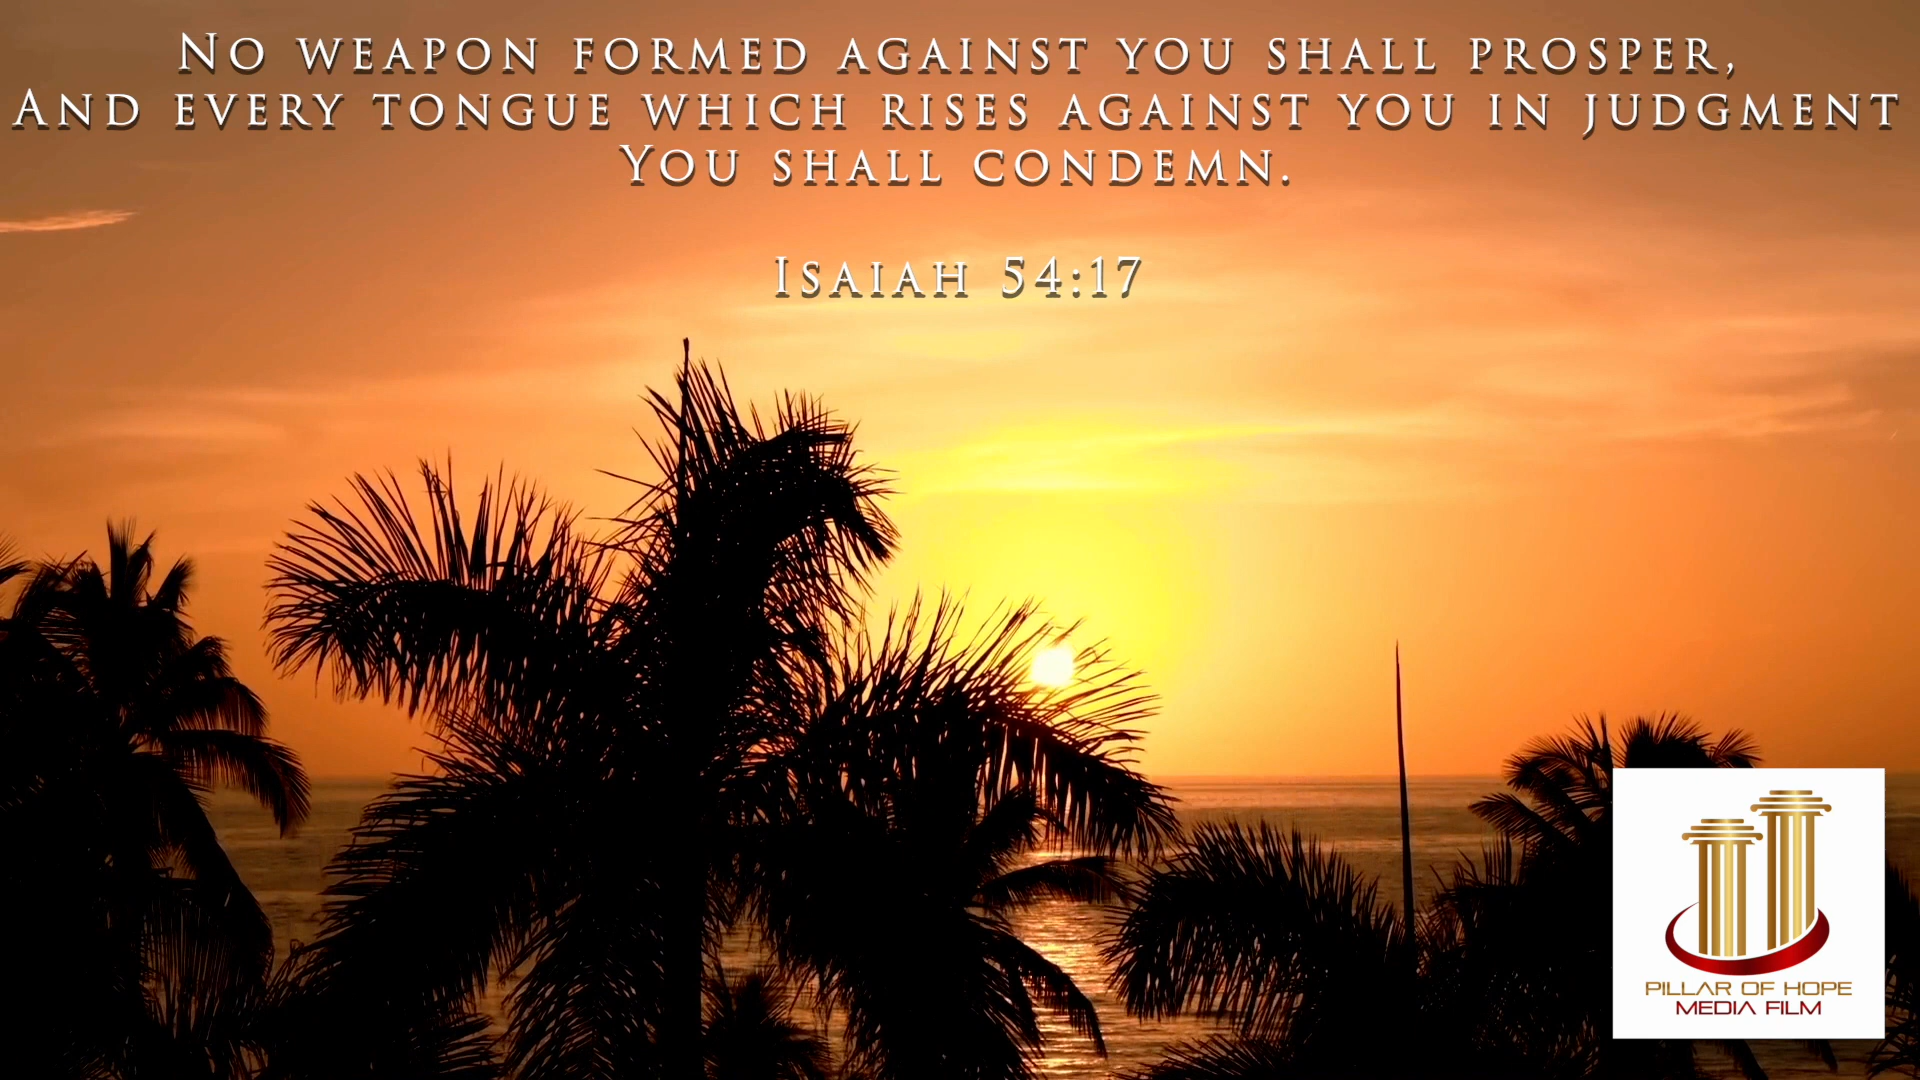 No weapon formed against you shall prosper,
And every tongue which rises against you in judgment
You shall condemn.
Isaiah 54:17
PILLAR OF HOPE
MEDIA FILM